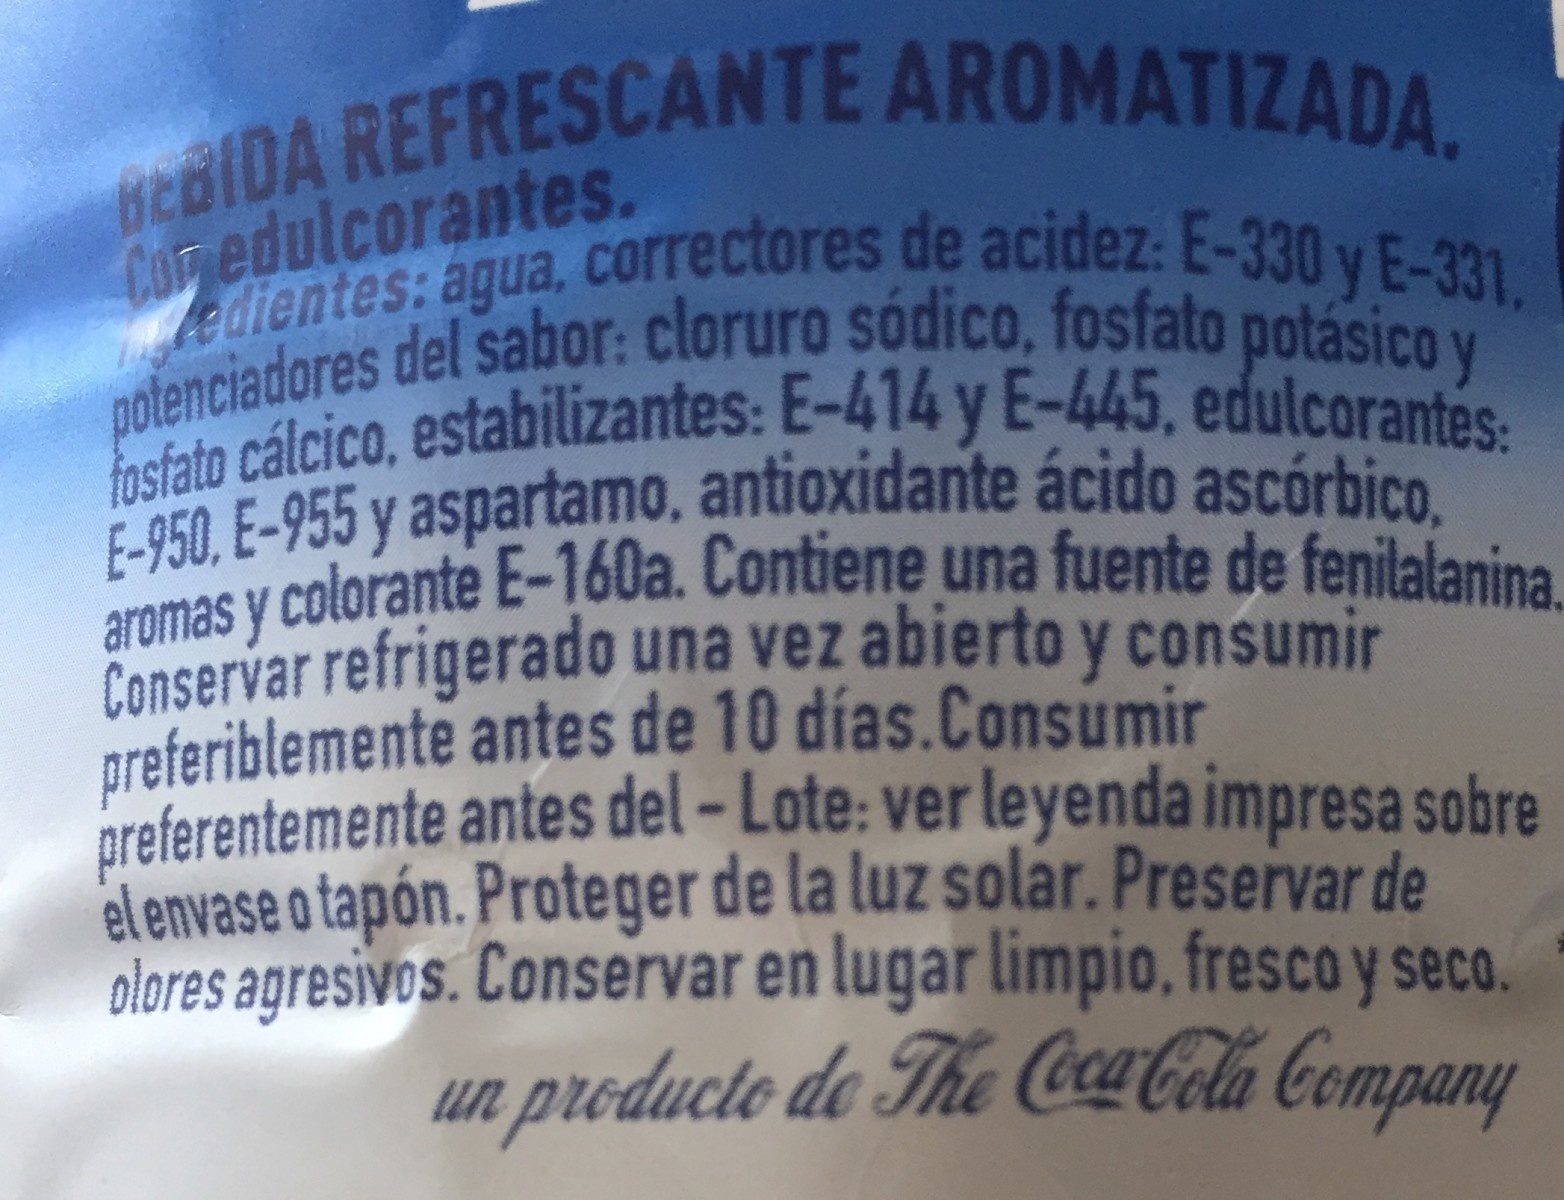 BEBIDA REFRESCANTE AROMATIZADA.
Con edulcorantes.
Ingredientes: agua, correctores de acidez: E-330 y E-331,
potenciadores del sabor: cloruro sódico, fosfato potásico y
fosfato cálcico, estabilizantes: E-414 y E-445, edulcorantes:
E-950, E-955 y aspartamo, antioxidante ácido ascórbico,
aromas y colorante E-160a. Contiene una fuente de fenilalanina.
Conservar refrigerado una vez abierto y consumir
preferiblemente antes de 10 días.Consumir
preferentemente antes del - Lote: ver leyenda impresa sobre
el envase o tapón. Proteger de la luz solar. Preservar de
olores agresivos. Conservar en lugar limpio, fresco y seco.
un producto de The Coca-Cola Company